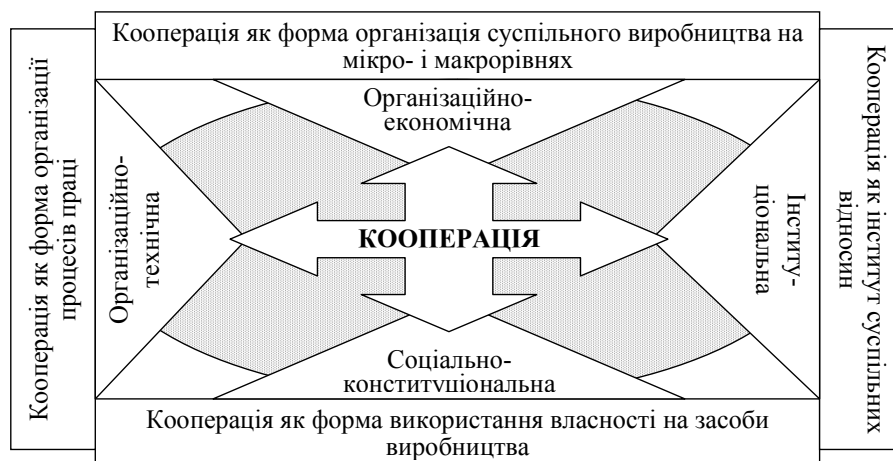 Кооперація як форма організація суспільного виробництва на
мікро- і макрорівнях
Кооперація як форма організації
процесів праці
Організаційно-
технічна
Організаційно-
економічна
КООПЕРАЦІЯ
Соціально-
конституціональна
Інститу-
ціональна
Кооперація як інститут суспільних
відносин
Кооперація як форма використання власності на засоби
виробництва